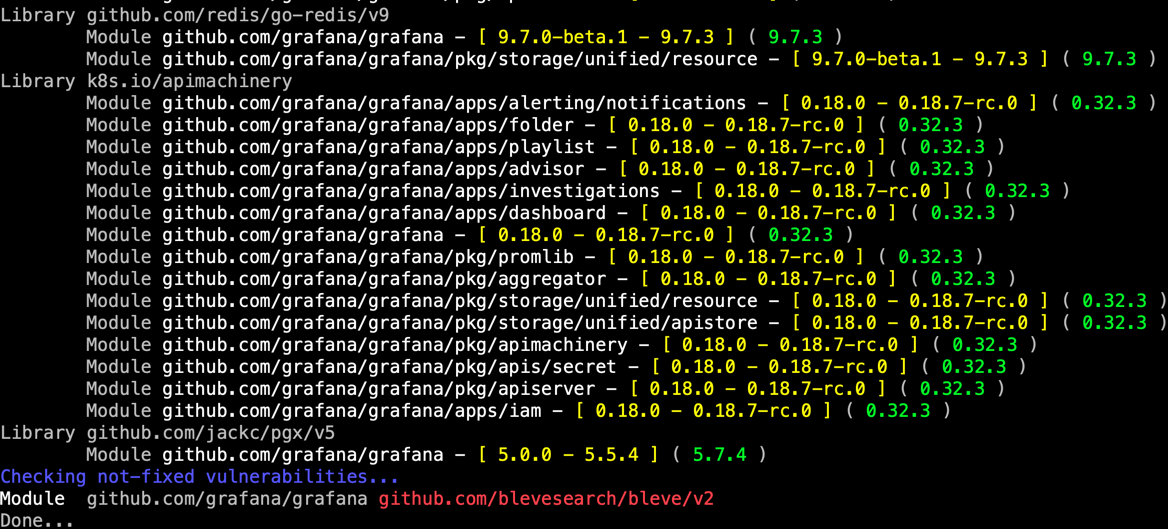 Library github.com/redis/go-redis/v9
Module github.com/grafana/grafana – [ 9.7.0-beta.1 – 9.7.3 ] ( 9.7.3 )
Module github.com/grafana/grafana/pkg/storage/unified/resource – [ 9.7.0-beta.1 – 9.7.3 ] ( 9.7.3 )
Library k8s.io/apimachinery
Module github.com/grafana/grafana/apps/alerting/notifications – [ 0.18.0 – 0.18.7-rc.0 ] ( 0.32.3 )
Module github.com/grafana/grafana/apps/folder – [ 0.18.0 – 0.18.7-rc.0 ] ( 0.32.3 )
Module github.com/grafana/grafana/apps/playlist – [ 0.18.0 – 0.18.7-rc.0 ] ( 0.32.3 )
Module github.com/grafana/grafana/apps/advisor – [ 0.18.0 – 0.18.7-rc.0 ] ( 0.32.3 )
Module github.com/grafana/grafana/apps/investigations – [ 0.18.0 – 0.18.7-rc.0 ] ( 0.32.3 )
Module github.com/grafana/grafana/apps/dashboard – [ 0.18.0 – 0.18.7-rc.0 ] ( 0.32.3 )
Module github.com/grafana/grafana – [ 0.18.0 – 0.18.7-rc.0 ] ( 0.32.3 )
Module github.com/grafana/grafana/pkg/promlib – [ 0.18.0 – 0.18.7-rc.0 ] ( 0.32.3 )
Module github.com/grafana/grafana/pkg/aggregator – [ 0.18.0 – 0.18.7-rc.0 ] ( 0.32.3 )
Module github.com/grafana/grafana/pkg/storage/unified/resource – [ 0.18.0 – 0.18.7-rc.0 ] ( 0.32.3 )
Module github.com/grafana/grafana/pkg/storage/unified/apistore – [ 0.18.0 – 0.18.7-rc.0 ] ( 0.32.3 )
Module github.com/grafana/grafana/pkg/apimachinery – [ 0.18.0 – 0.18.7-rc.0 ] ( 0.32.3 )
Module github.com/grafana/grafana/pkg/apis/secret – [ 0.18.0 – 0.18.7-rc.0 ] ( 0.32.3 )
Module github.com/grafana/grafana/pkg/apiserver – [ 0.18.0 – 0.18.7-rc.0 ] ( 0.32.3 )
Module github.com/grafana/grafana/apps/iam – [ 0.18.0 – 0.18.7-rc.0 ] ( 0.32.3 )
Library github.com/jackc/pgx/v5
Module github.com/grafana/grafana – [ 5.0.0 – 5.5.4 ] ( 5.7.4 )
Checking not-fixed vulnerabilities...
Module github.com/grafana/grafana github.com/blevesearch/bleve/v2
Done...